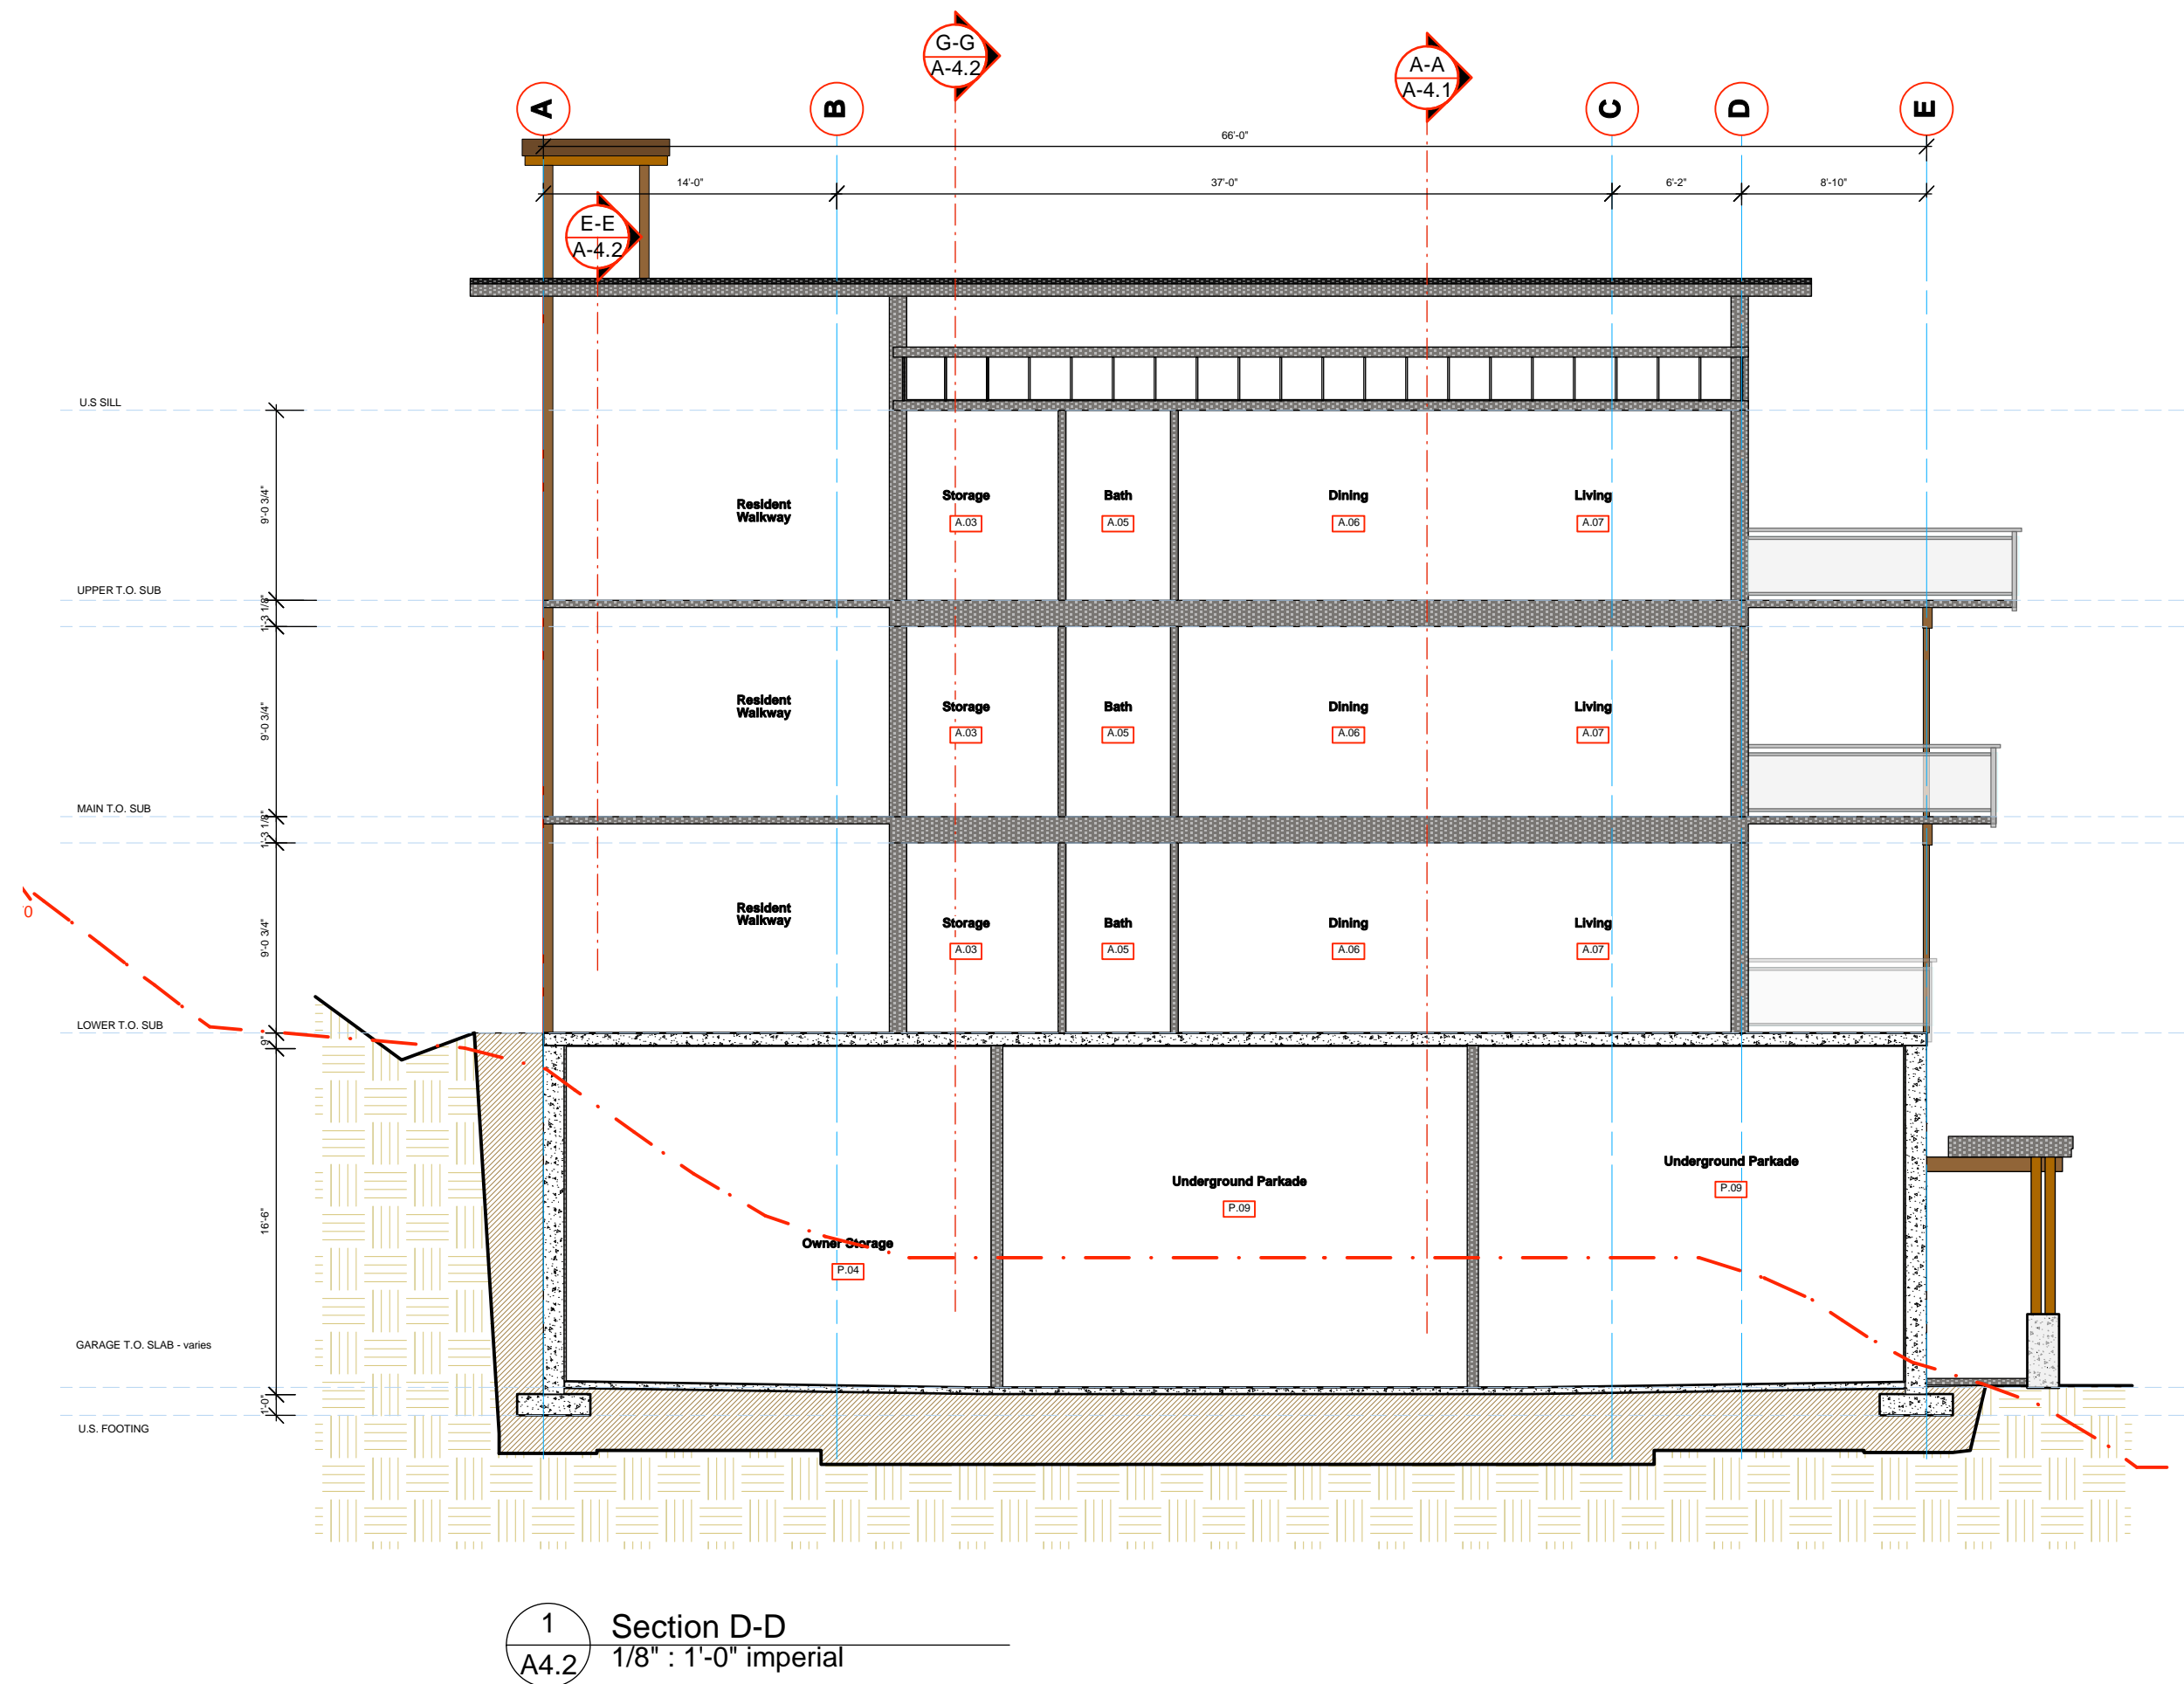 G-G
A-4.2
A-A
A-4.1
A
B
C
D
E
66'-0"
14'-0"
37'-0"
6'-2"
8'-10"
E-E
A-4.2
U.S SILL
9'-0 3/4"
Resident
Walkway
Storage
A.03
Bath
A.05
Dining
A.06
Living
A.07
UPPER T.O. SUB
1'-3 1/8"
9'-0 3/4"
Resident
Walkway
Storage
A.03
Bath
A.05
Dining
A.06
Living
A.07
MAIN T.O. SUB
1'-3 1/8"
9'-0 3/4"
Resident
Walkway
Storage
A.03
Bath
A.05
Dining
A.06
Living
A.07
LOWER T.O. SUB
9"
16'-6"
Underground Parkade
P.09
Underground Parkade
P.09
Owner Storage
P.04
GARAGE T.O. SLAB - varies
1'-0"
U.S. FOOTING
1
A4.2
Section D-D
1/8" : 1'-0" imperial